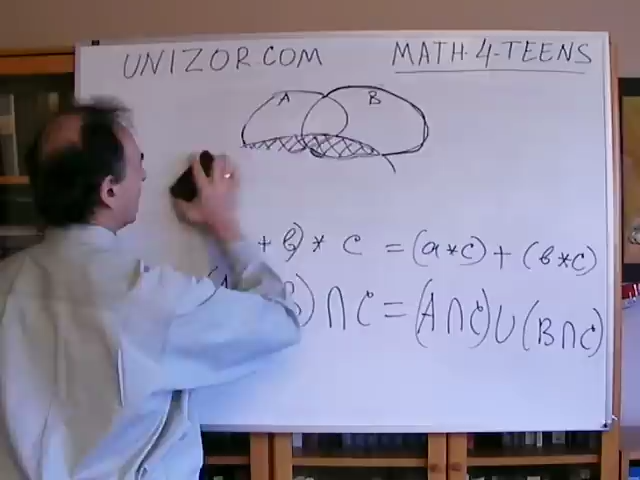 UNIZOR.COM MATH-4-TEENS
A B
+ b) * c = (a*c) + (b*c)
) ∩ C = (A∩C) ∪ (B∩C)